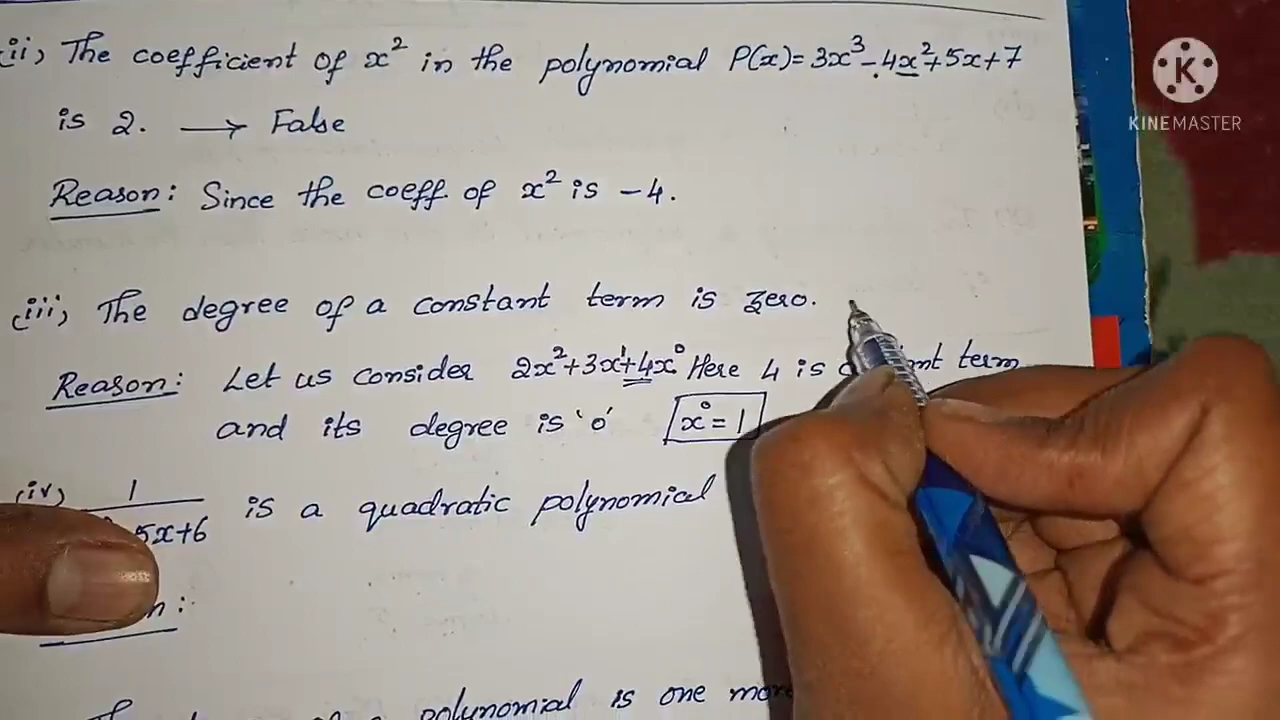 (ii) The coefficient of x² in the polynomial P(x)= 3x³ - 4x² + 5x + 7
is 2. → False
Reason: Since the coeff. of x² is -4.
(iii) The degree of a constant term is zero.
Reason: Let us consider 2x² + 3x¹ + 4x⁰ Here 4 is term
and its degree is '0' x⁰ = 1
(iv) 1
5x+6 is a quadratic polynomial
polynomial is one
KINEMASTER